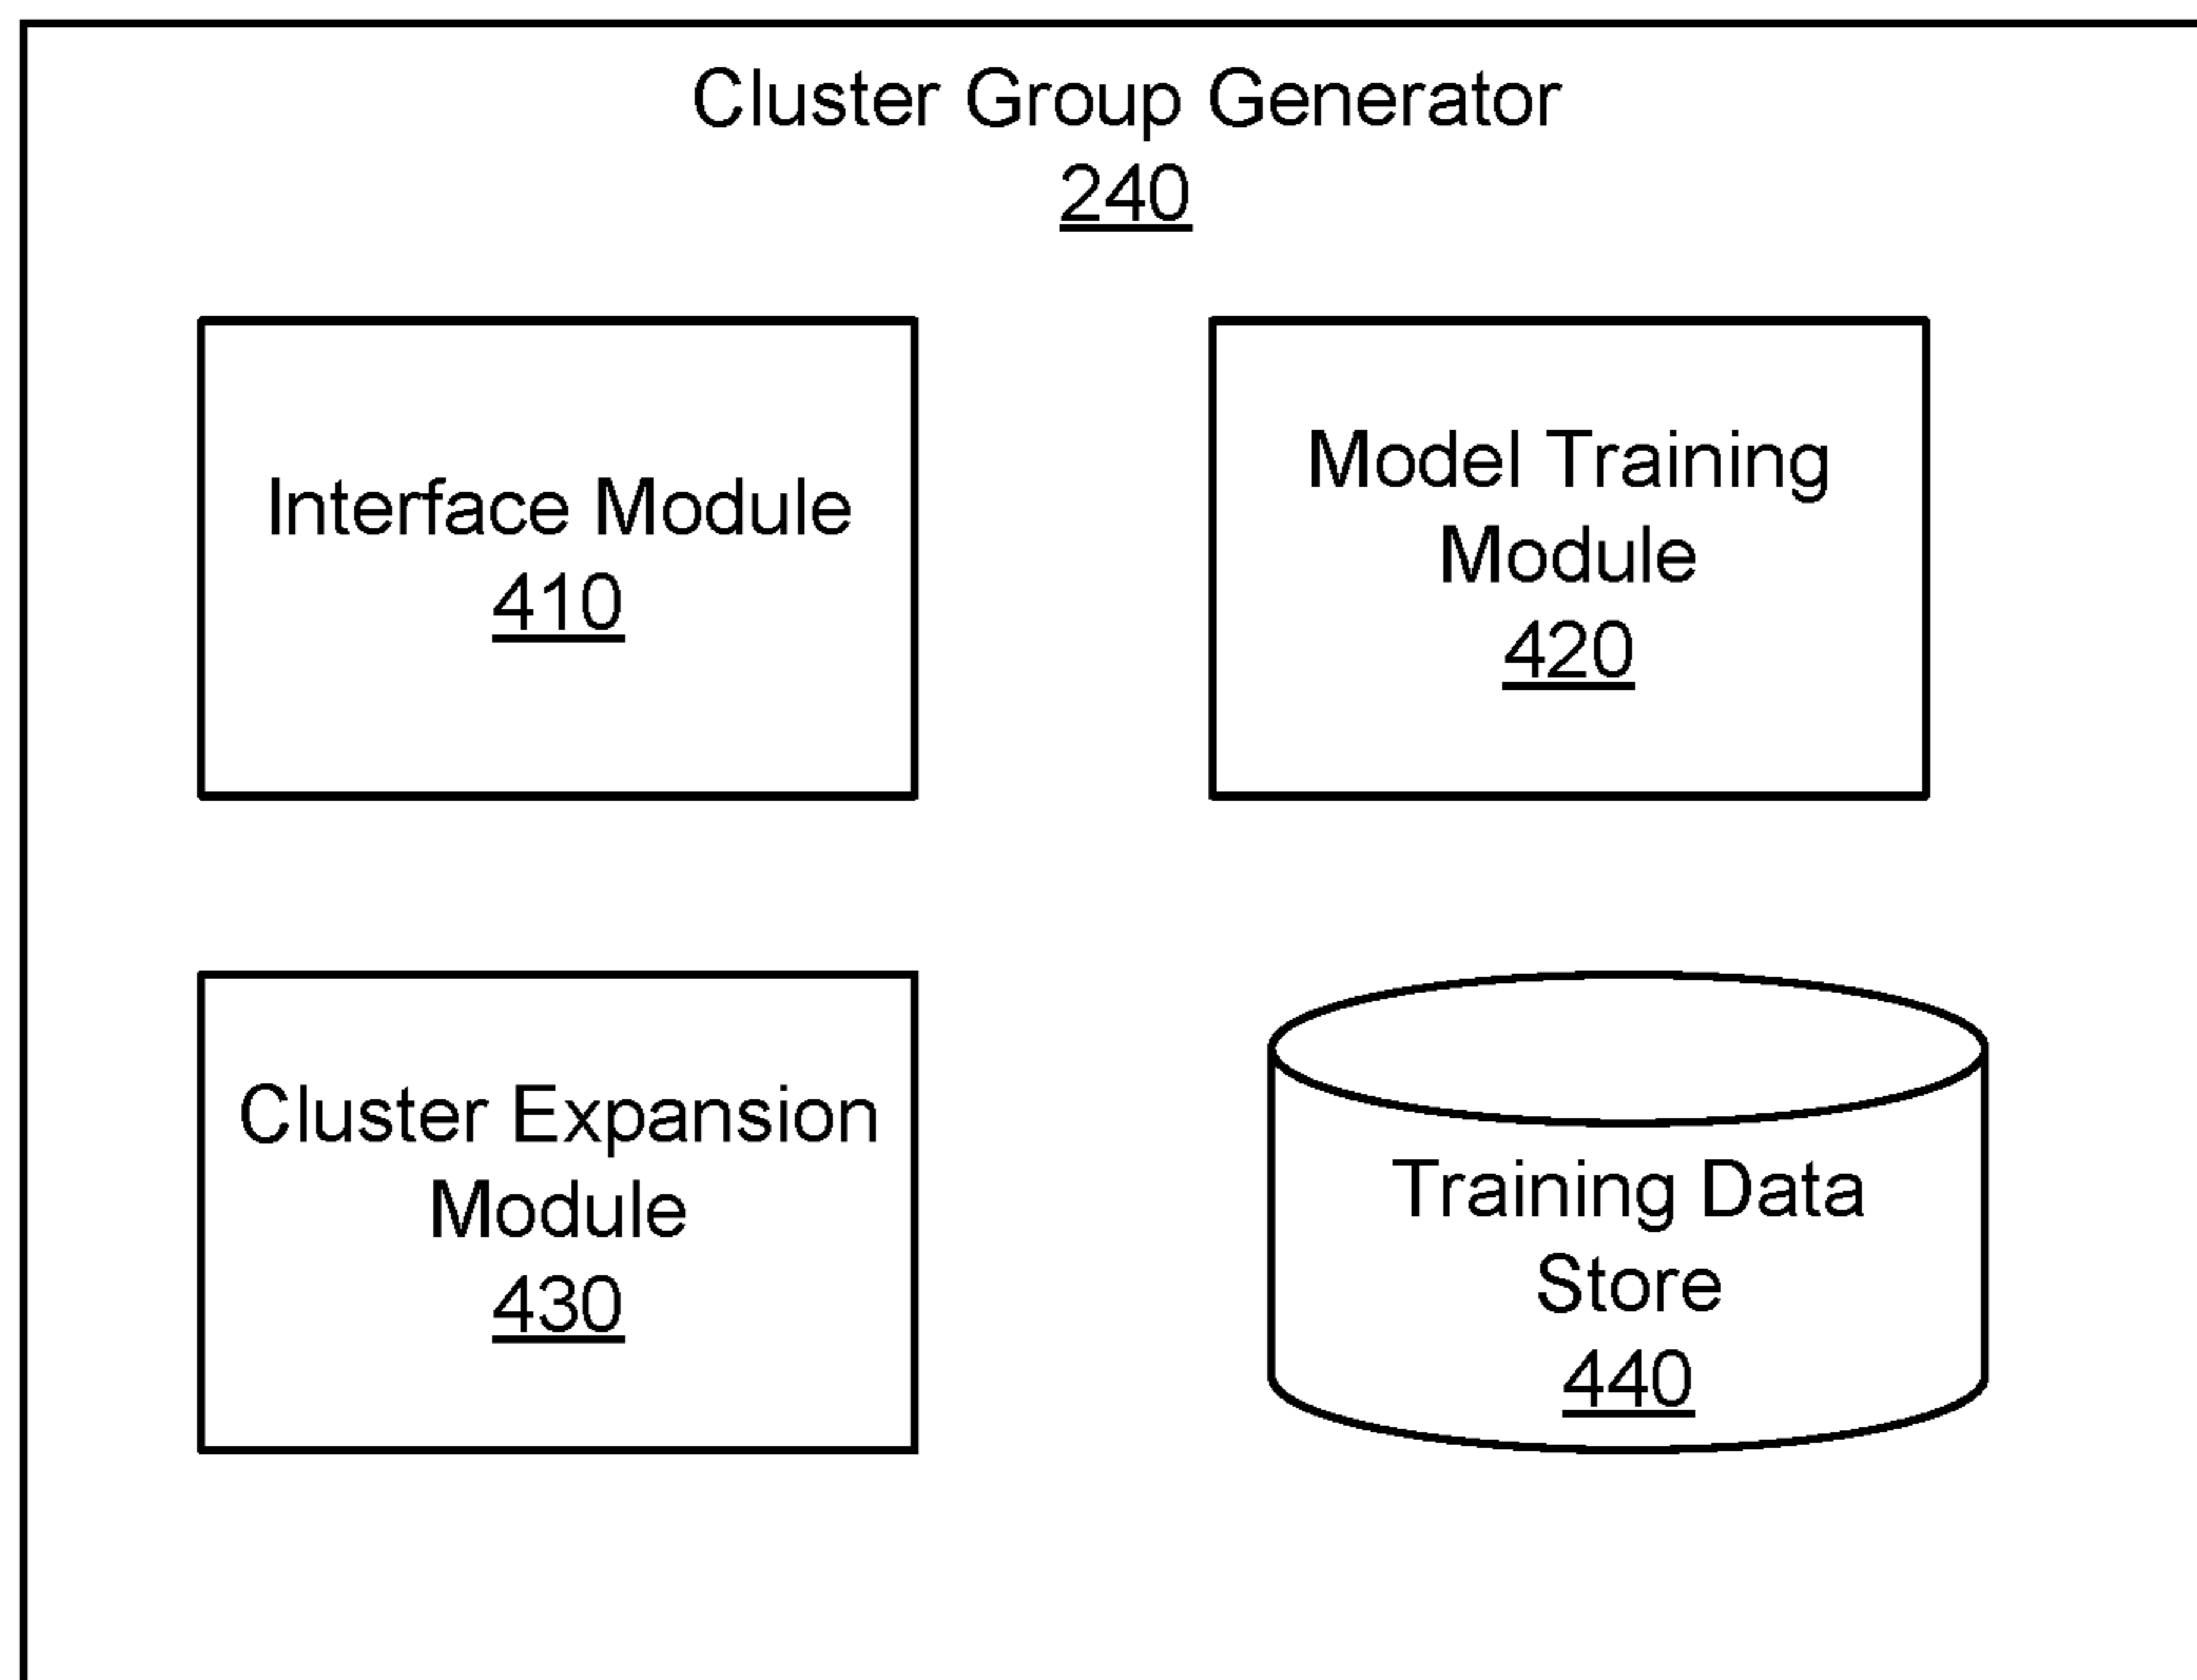 Cluster Group Generator
240
Interface Module
410
Model Training
Module
420
Cluster Expansion
Module
430
Training Data
Store
440